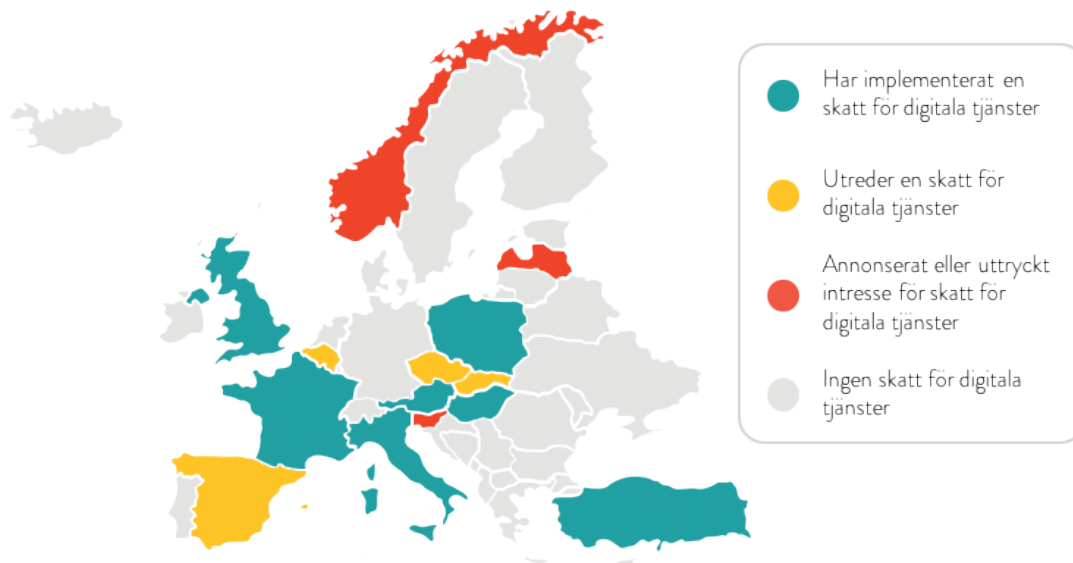 Har implementerat en
skatt för digitala tjänster
Utreder en skatt för
digitala tjänster
Annonserat eller uttryckt
intresse för skatt för
digitala tjänster
Ingen skatt för digitala
tjänster